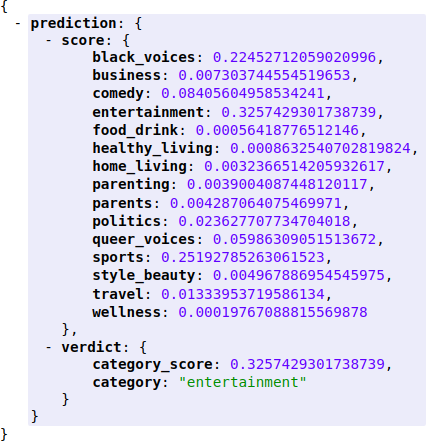 {
- prediction: {
- score: {
black_voices: 0.22452712059020996,
business: 0.007303744554519653,
comedy: 0.08405604958534241,
entertainment: 0.3257429301738739,
food_drink: 0.00056418776512146,
healthy_living: 0.0008632540702819824,
home_living: 0.0032366514205932617,
parenting: 0.0039004087448120117,
parents: 0.004287064075469971,
politics: 0.023627707734704018,
queer_voices: 0.05986309051513672,
sports: 0.25192785263061523,
style_beauty: 0.004967886954545975,
travel: 0.01333953719586134,
wellness: 0.00019767088815569878
},
- verdict: {
category_score: 0.3257429301738739,
category: "entertainment"
}
}
}